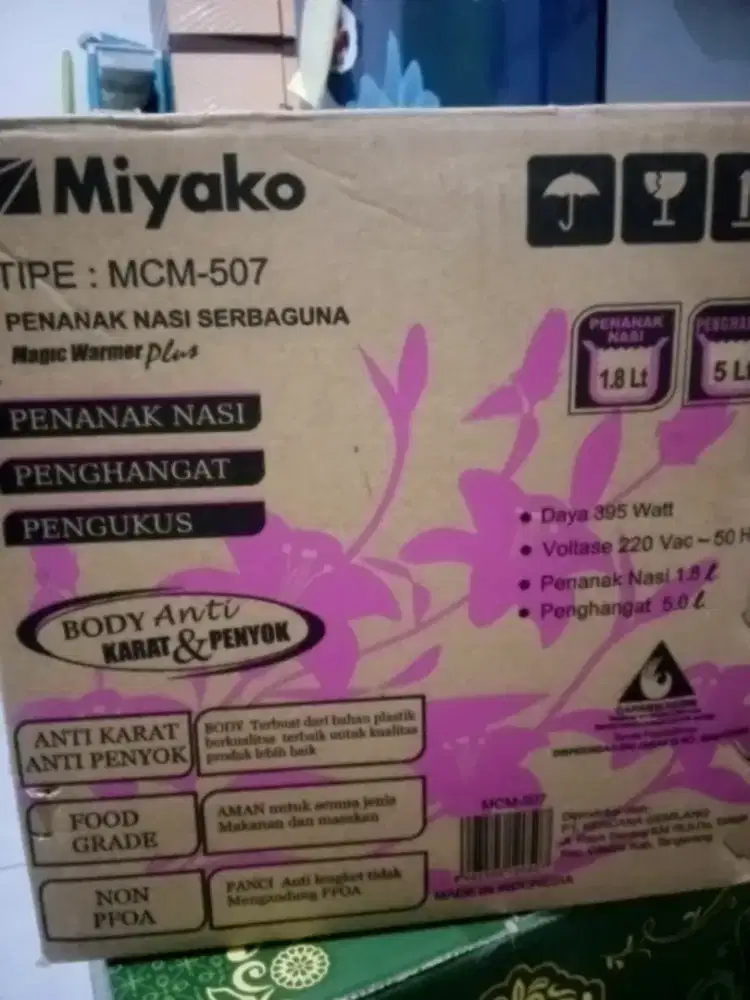 Miyako
TIPE : MCM-507
PENANAK NASI SERBAGUNA
Magic Warmer Plus
PENANAK NASI
PENGHANGAT
PENGUKUS
PENANAK
NASI
1.8 Lt
5 Lt
Daya 395 Watt
Voltase 220 Vac ~ 50 H
Penanak Nasi 1.8 ℓ
Penghangat 5.0 ℓ
BODY Anti
KARAT & PENYOK
ANTI KARAT
ANTI PENYOK
BODY Terbuat dari bahan plastik
berkualitas terbaik untuk kualitas
produk lebih baik
FOOD
GRADE
AMAN untuk semua jenis
Makanan dan masakan
NON
PFOA
PANCI Anti lengket tidak
Mengandung PFOA
MCM-507
MADE IN INDONESIA